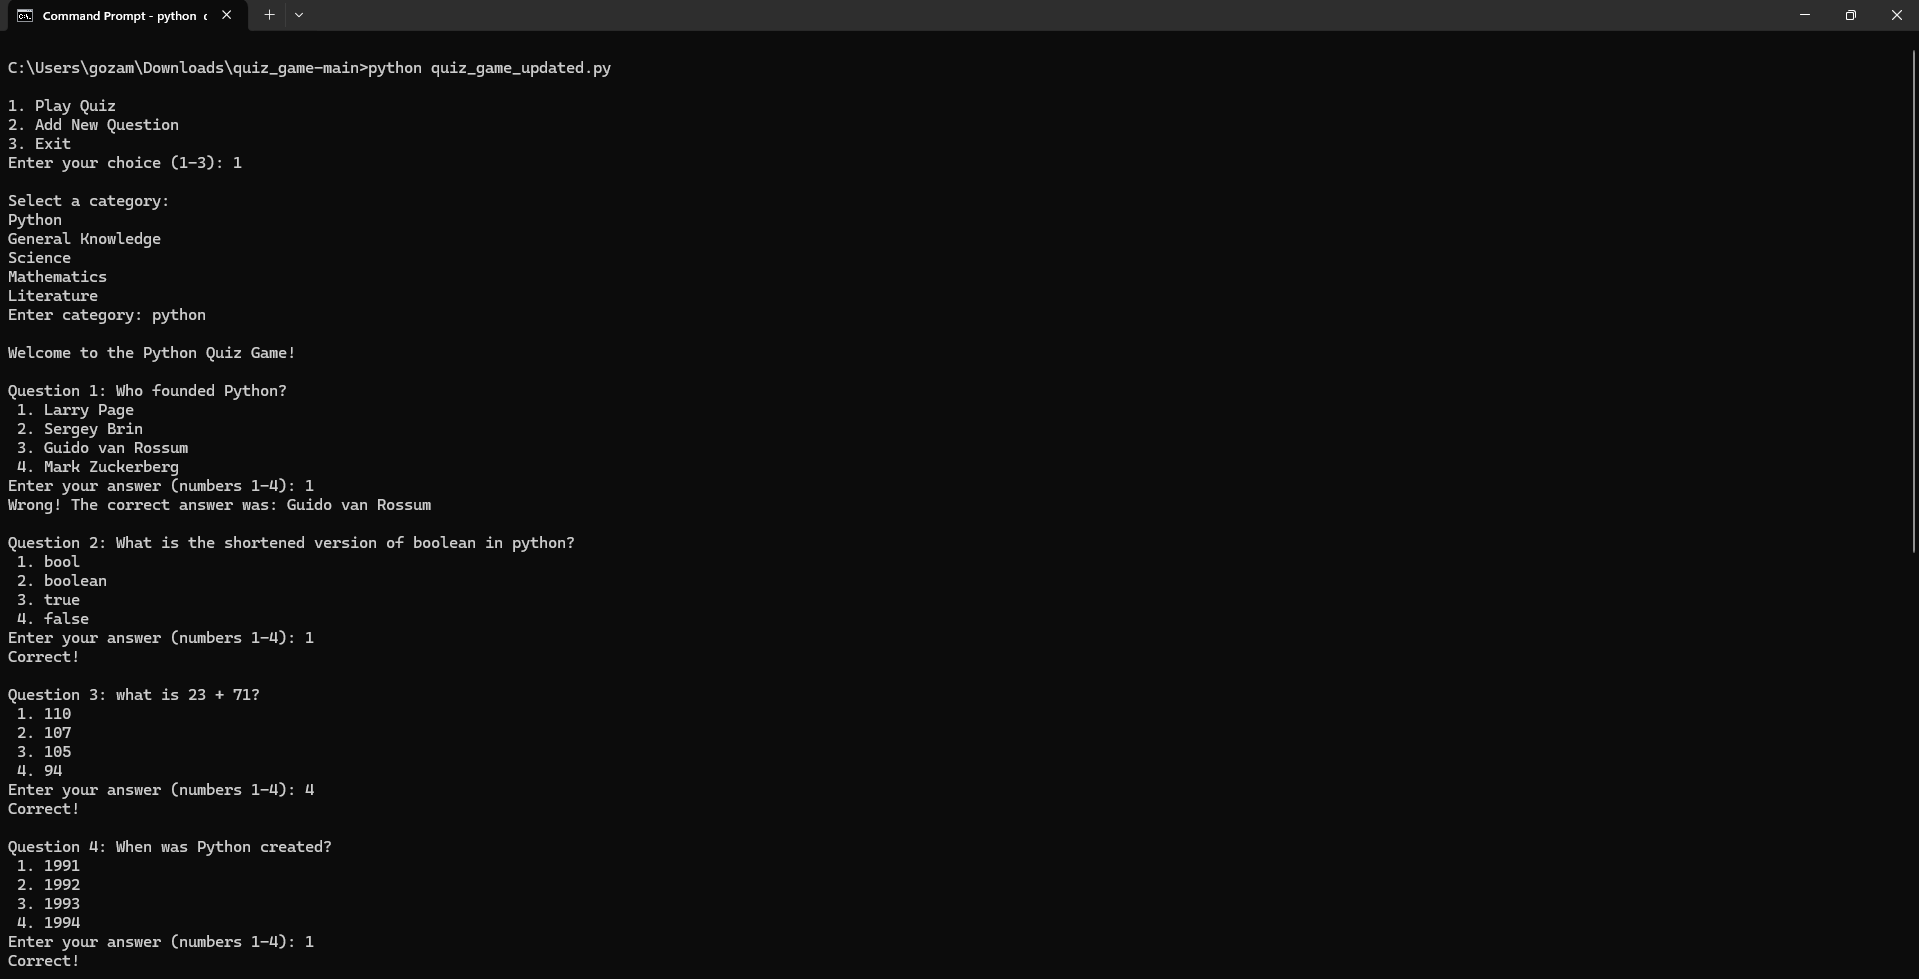 Command Prompt - python
C:\Users\gozam\Downloads\quiz_game-main>python quiz_game_updated.py
1. Play Quiz
2. Add New Question
3. Exit
Enter your choice (1-3): 1
Select a category:
Python
General Knowledge
Science
Mathematics
Literature
Enter category: python
Welcome to the Python Quiz Game!
Question 1: Who founded Python?
1. Larry Page
2. Sergey Brin
3. Guido van Rossum
4. Mark Zuckerberg
Enter your answer (numbers 1-4): 1
Wrong! The correct answer was: Guido van Rossum
Question 2: What is the shortened version of boolean in python?
1. bool
2. boolean
3. true
4. false
Enter your answer (numbers 1-4): 1
Correct!
Question 3: what is 23 + 71?
1. 110
2. 107
3. 105
4. 94
Enter your answer (numbers 1-4): 4
Correct!
Question 4: When was Python created?
1. 1991
2. 1992
3. 1993
4. 1994
Enter your answer (numbers 1-4): 1
Correct!